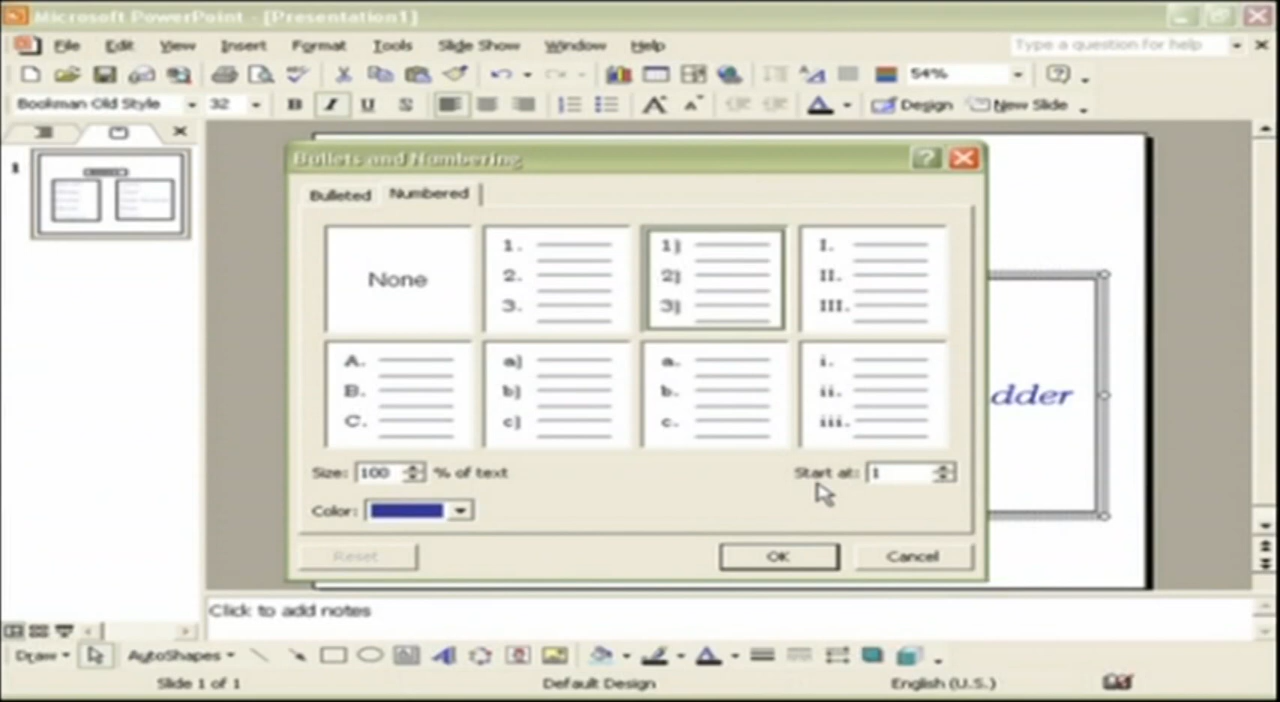 Microsoft PowerPoint - [Presentation1]
File Edit View Insert Format Tools Slide Show Window Help Type a question for help
54%
Bookman Old Style 32 B I U S A A A Design New Slide
1
Bullets and Numbering
Bulleted Numbered
None
1.
2.
3.
1)
2)
3)
I.
II.
III.
A.
B.
C.
a)
b)
c)
a.
b.
c.
i.
ii.
iii.
dder
Size: 100 % of text Start at: 1
Color:
Reset OK Cancel
Click to add notes
Draw AutoShapes
Slide 1 of 1 Default Design English (U.S.)